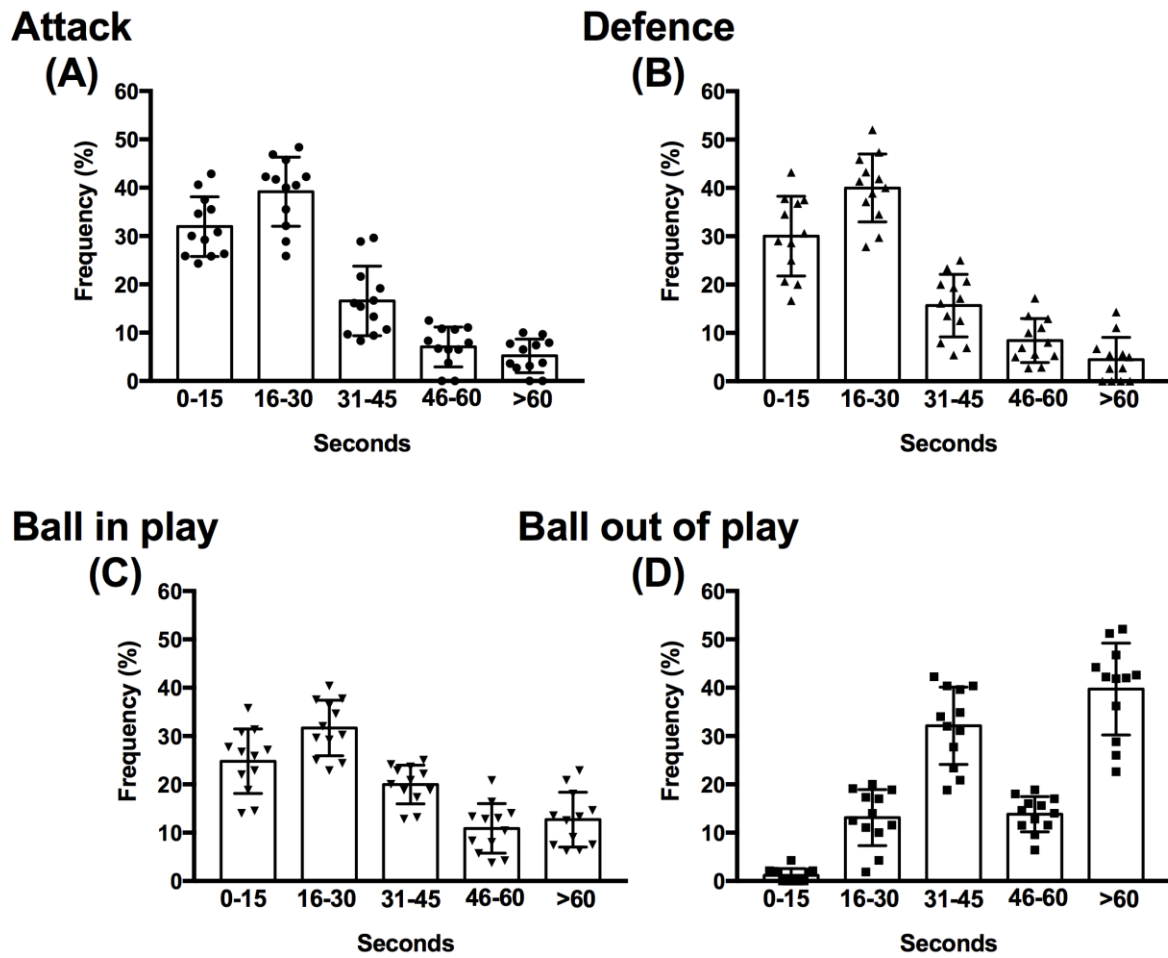 Attack
(A)
Frequency (%)
60
50
40
30
20
10
0
0-15 16-30 31-45 46-60 >60
Seconds
Defence
(B)
Frequency (%)
60
50
40
30
20
10
0
0-15 16-30 31-45 46-60 >60
Seconds
Ball in play
(C)
Frequency (%)
60
50
40
30
20
10
0
0-15 16-30 31-45 46-60 >60
Seconds
Ball out of play
(D)
Frequency (%)
60
50
40
30
20
10
0
0-15 16-30 31-45 46-60 >60
Seconds